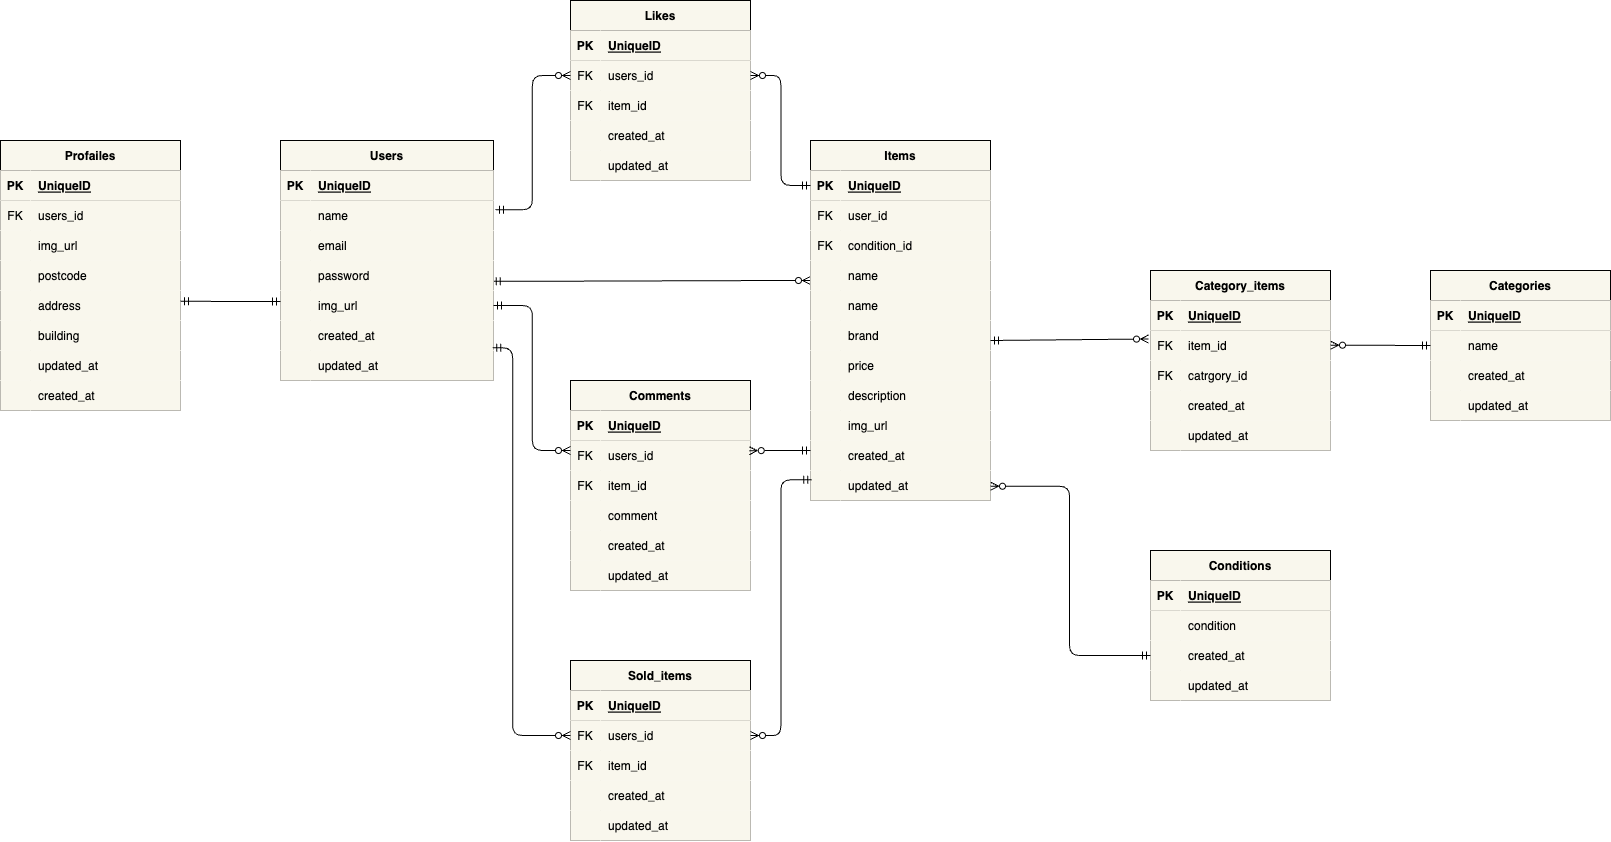 Likes
PK UniqueID
FK users_id
FK item_id
created_at
updated_at
Profailes
PK UniqueID
FK users_id
img_url
postcode
address
building
updated_at
created_at
Users
PK UniqueID
name
email
password
img_url
created_at
updated_at
Items
PK UniqueID
FK user_id
FK condition_id
name
name
brand
price
description
img_url
created_at
updated_at
Category_items
PK UniqueID
FK item_id
FK catrgory_id
created_at
updated_at
Categories
PK UniqueID
name
created_at
updated_at
Comments
PK UniqueID
FK users_id
FK item_id
comment
created_at
updated_at
Conditions
PK UniqueID
condition
created_at
updated_at
Sold_items
PK UniqueID
FK users_id
FK item_id
created_at
updated_at